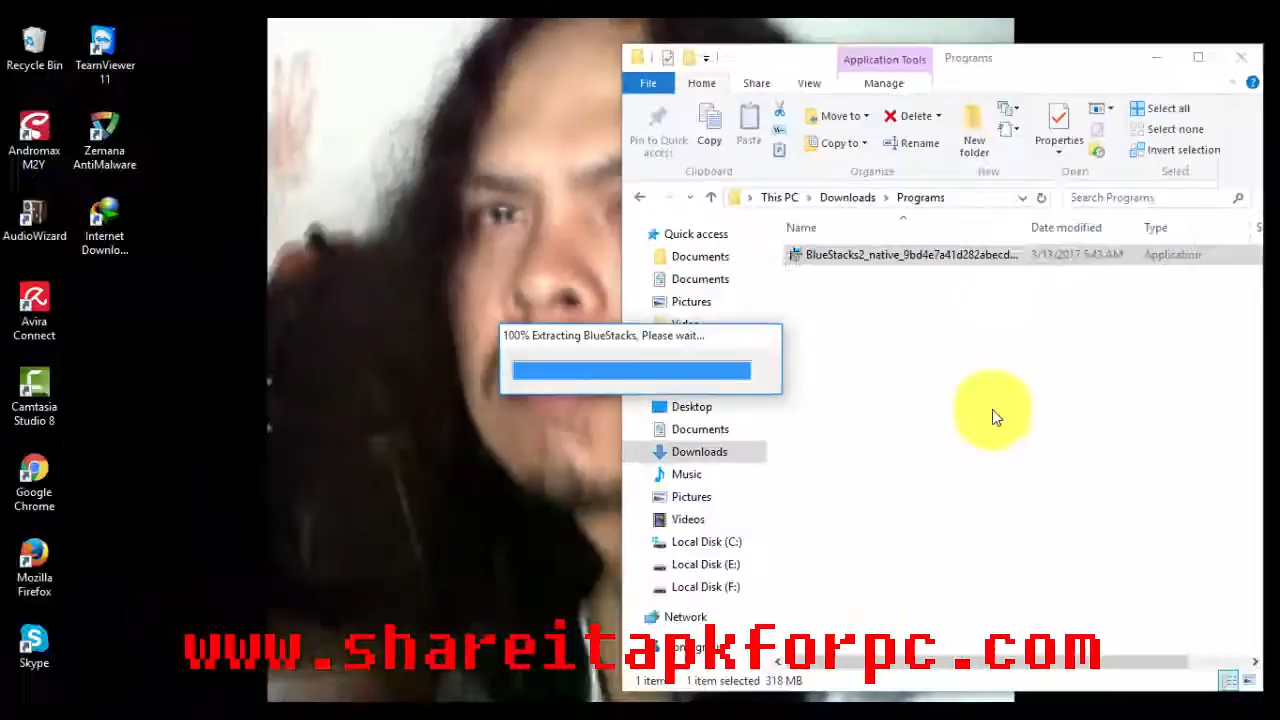 Recycle Bin
TeamViewer
11
Andromax
M2Y
Zemana
AntiMalware
AudioWizard
Internet
Downlo...
Avira
Connect
Camtasia
Studio 8
Google
Chrome
Mozilla
Firefox
Skype
Application Tools
Programs
File
Home
Share
View
Manage
Pin to Quick
access
Copy
Paste
Move to
Copy to
Delete
Rename
New
folder
Properties
Select all
Select none
Invert selection
Clipboard
Organize
New
Open
Select
This PC
Downloads
Programs
Search Programs
Name
Date modified
Type
Quick access
Documents
Documents
Pictures
BlueStacks2_native_9bd4e7a41d282abecd...
3/13/2017 5:43 AM
Application
100% Extracting BlueStacks, Please wait...
Desktop
Documents
Downloads
Music
Pictures
Videos
Local Disk (C:)
Local Disk (E:)
Local Disk (F:)
Network
www.shareitapkforpc.com
1 item
1 item selected 318 MB